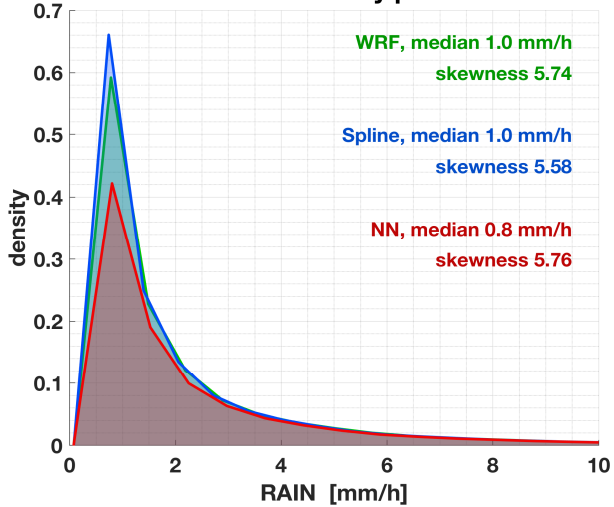 0.7
0.6
0.5
0.4
0.3
0.2
0.1
0
density
WRF, median 1.0 mm/h
skewness 5.74
Spline, median 1.0 mm/h
skewness 5.58
NN, median 0.8 mm/h
skewness 5.76
0 2 4 6 8 10
RAIN [mm/h]